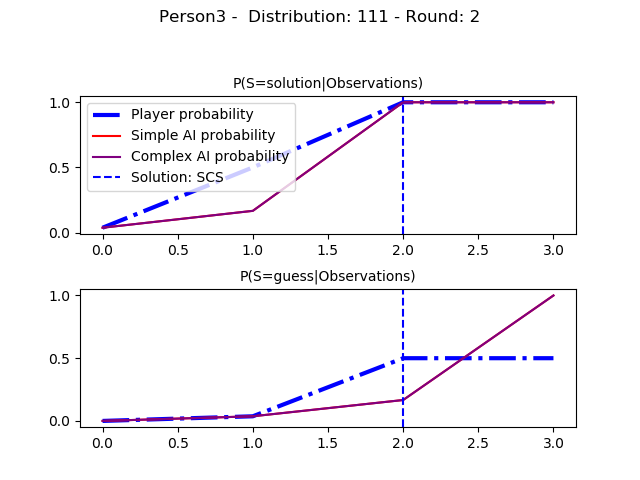 Person3 -  Distribution: 111 - Round: 2
P(S=solution|Observations)
1.0
0.5
0.0
Player probability
Simple AI probability
Complex AI probability
Solution: SCS
0.0 0.5 1.0 1.5 2.0 2.5 3.0
P(S=guess|Observations)
1.0
0.5
0.0
0.0 0.5 1.0 1.5 2.0 2.5 3.0